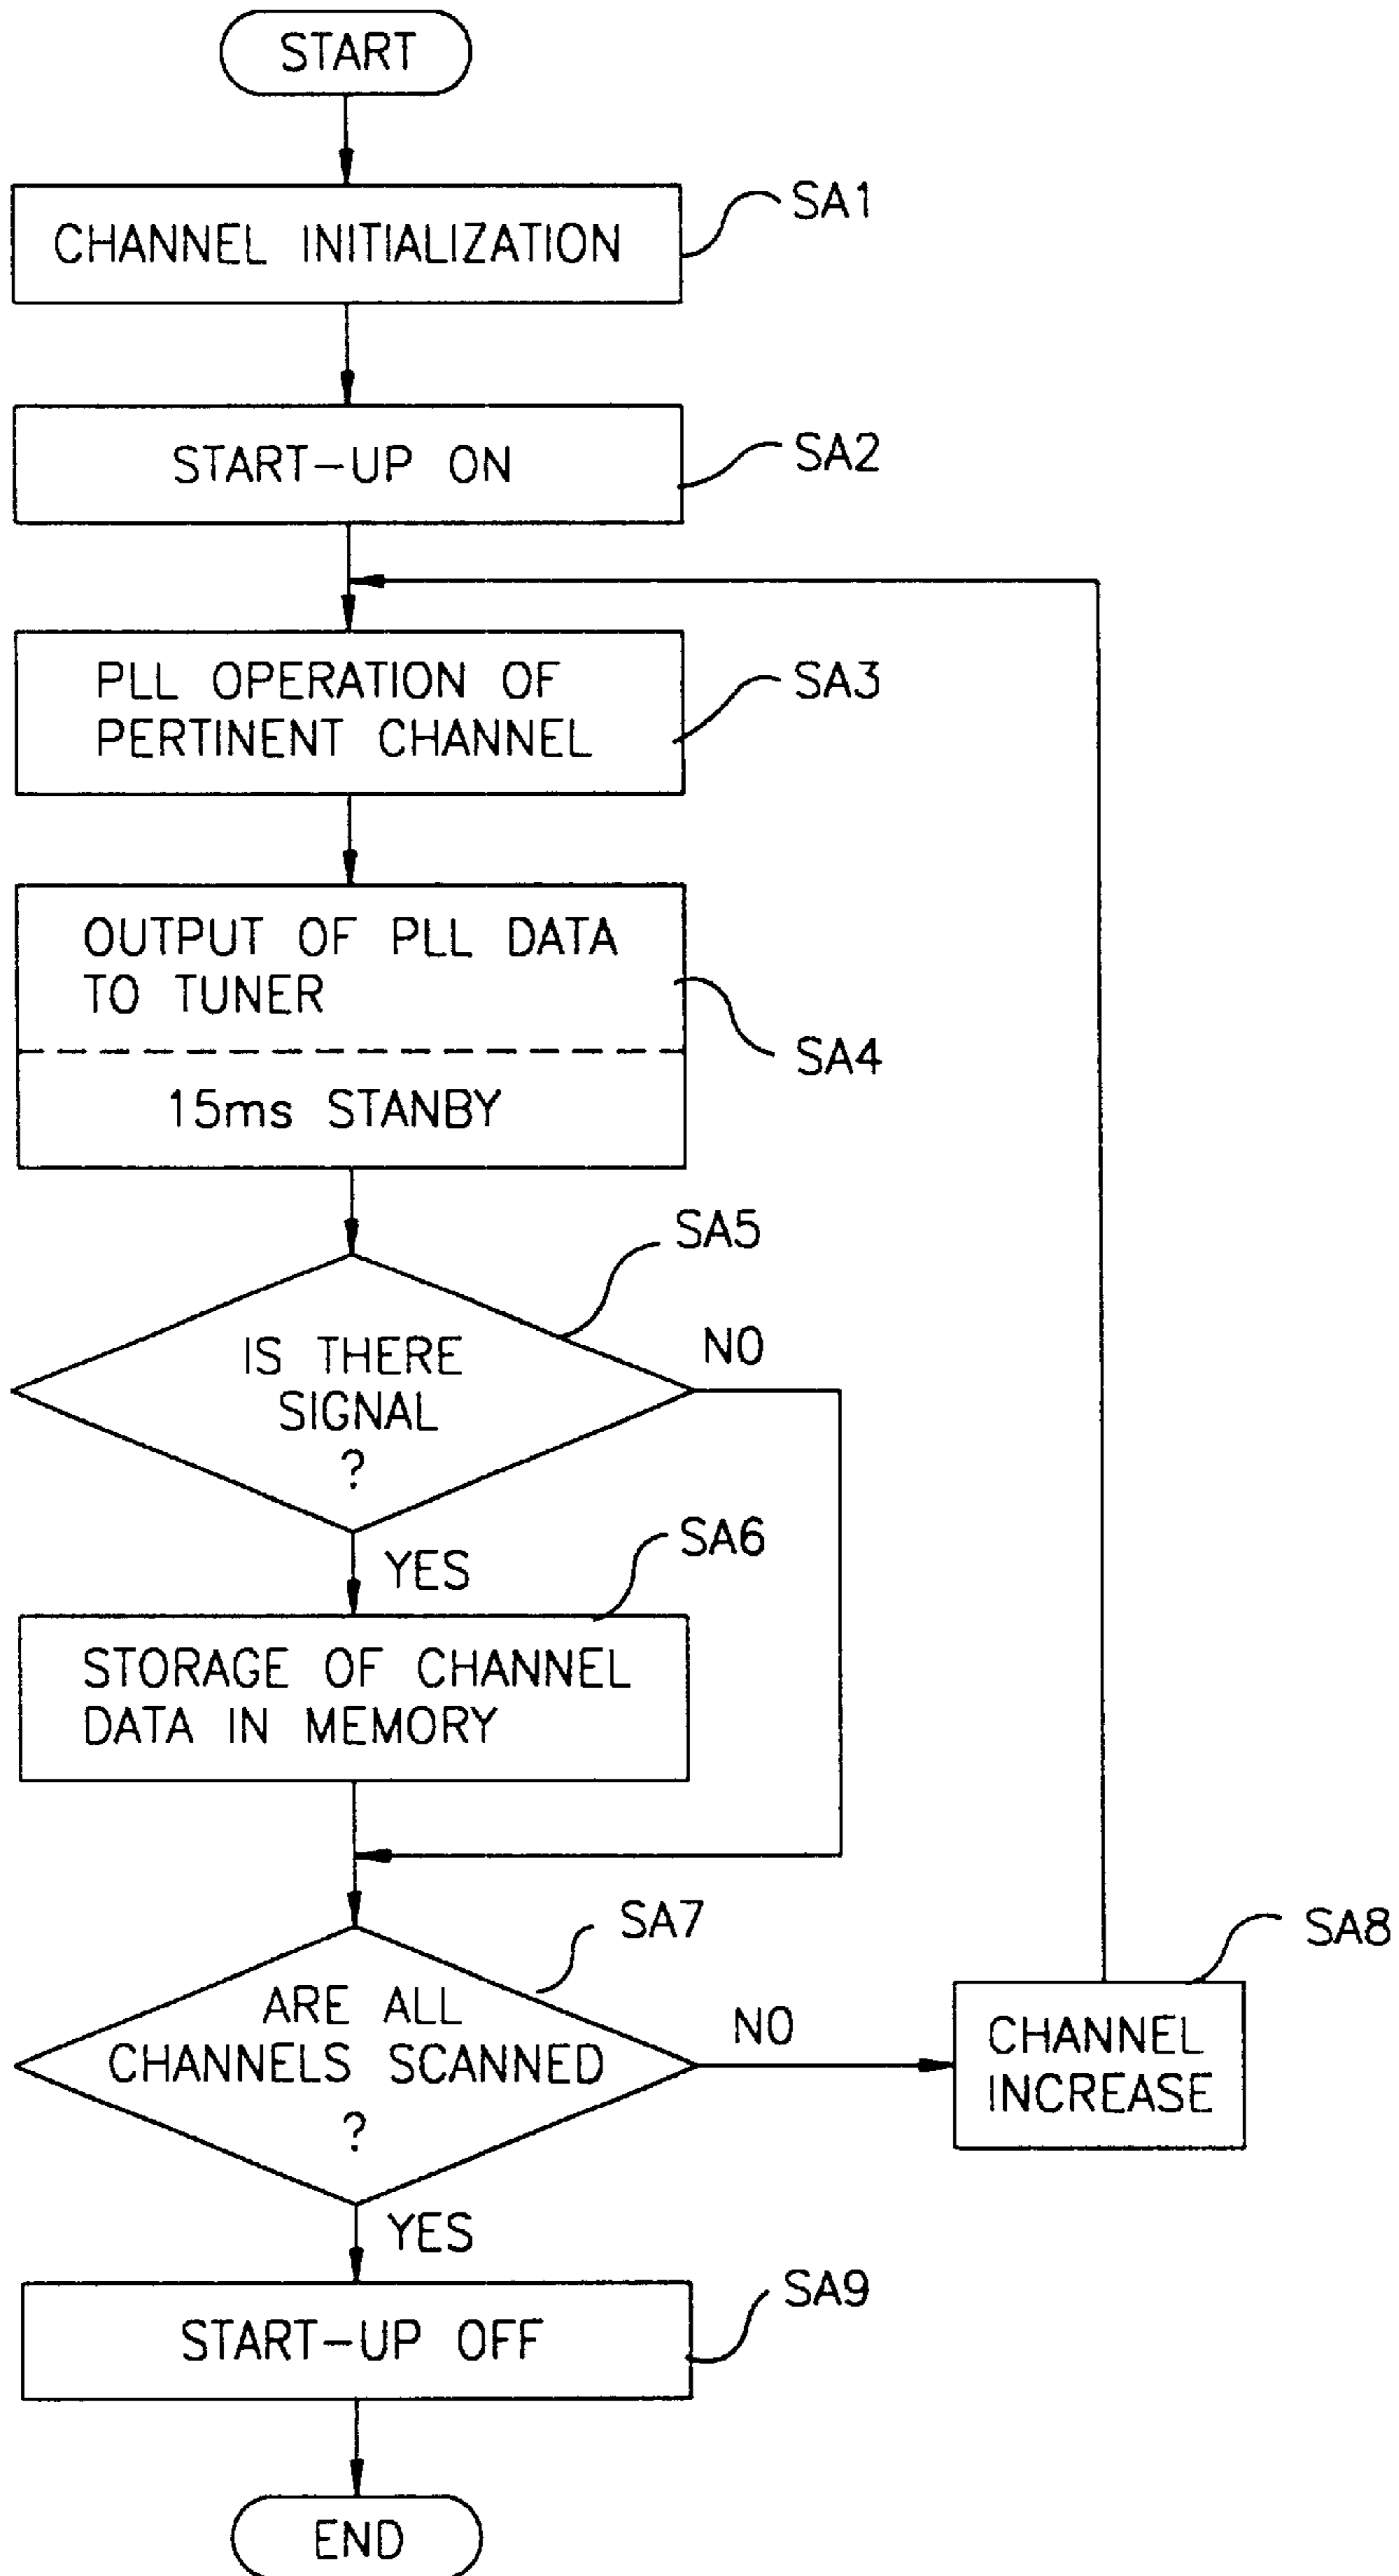 START
CHANNEL INITIALIZATION
SA1
START-UP ON
SA2
PLL OPERATION OF
PERTINENT CHANNEL
SA3
OUTPUT OF PLL DATA
TO TUNER
15ms STANBY
SA4
SA5
IS THERE
SIGNAL
?
NO
YES
SA6
STORAGE OF CHANNEL
DATA IN MEMORY
SA7
ARE ALL
CHANNELS SCANNED
?
NO
SA8
CHANNEL
INCREASE
YES
START-UP OFF
SA9
END